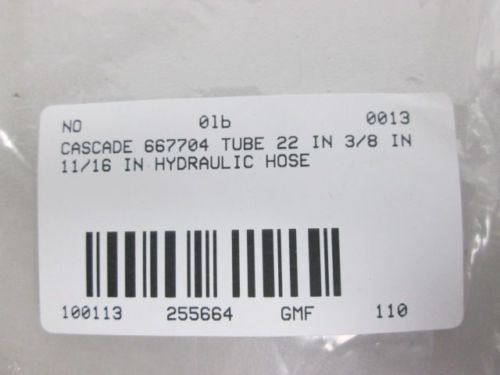 NO 0lb 0013
CASCADE 667704 TUBE 22 IN 3/8 IN
11/16 IN HYDRAULIC HOSE
100113 255664 GMF 110